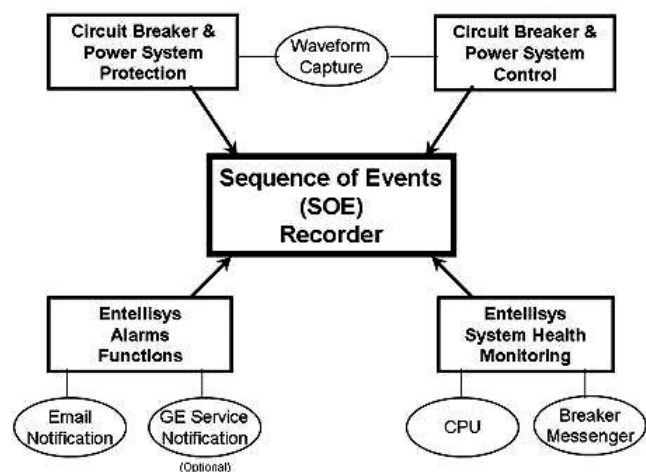 Circuit Breaker &
Power System
Protection
Waveform
Capture
Circuit Breaker &
Power System
Control
Sequence of Events
(SOE)
Recorder
Entellisys
Alarms
Functions
Entellisys
System Health
Monitoring
Email
Notification
GE Service
Notification
(Optional)
CPU
Breaker
Messenger